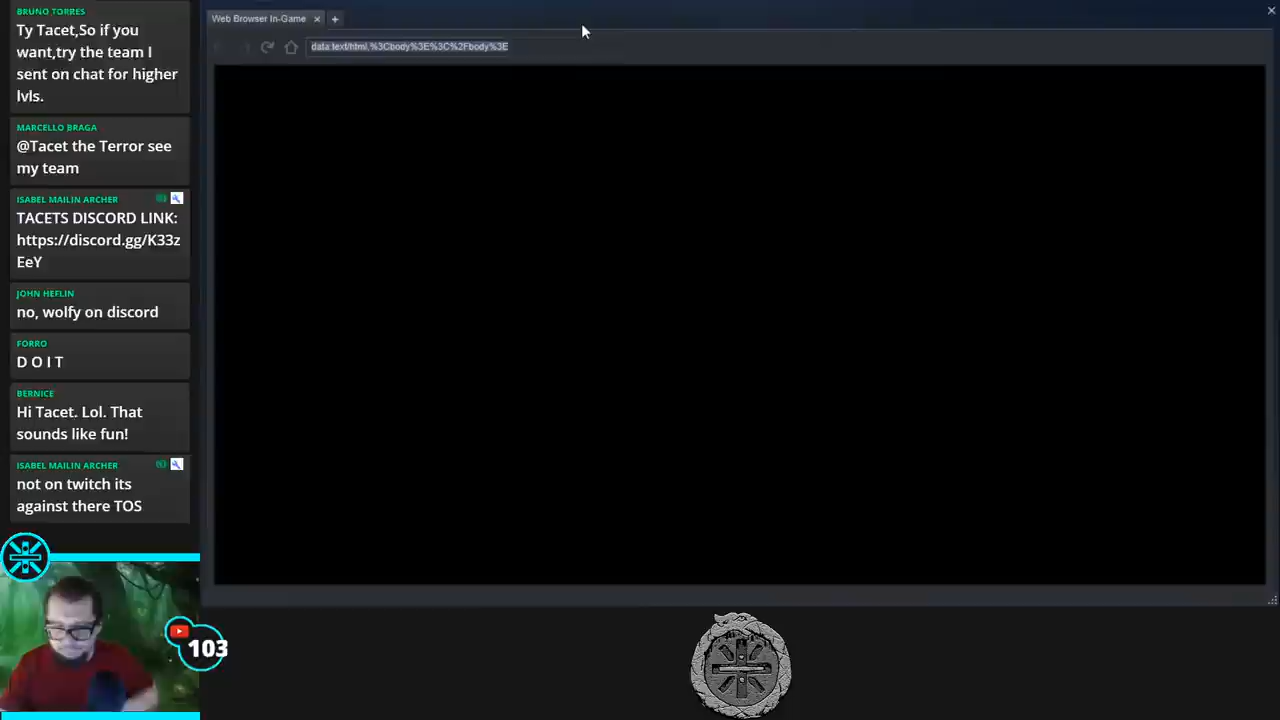 BRUNO TORRES
Ty Tacet,So if you
want,try the team I
sent on chat for higher
lvls.
MARCELLO BRAGA
@Tacet the Terror see
my team
ISABEL MAILIN ARCHER
TACETS DISCORD LINK:
https://discord.gg/K33z
EeY
JOHN HEFLIN
no, wolfy on discord
FORRO
D O I T
BERNICE
Hi Tacet. Lol. That
sounds like fun!
ISABEL MAILIN ARCHER
not on twitch its
against there TOS
103
Web Browser In-Game
data:text/html,%3Cbody%3E%3C%2Fbody%3E